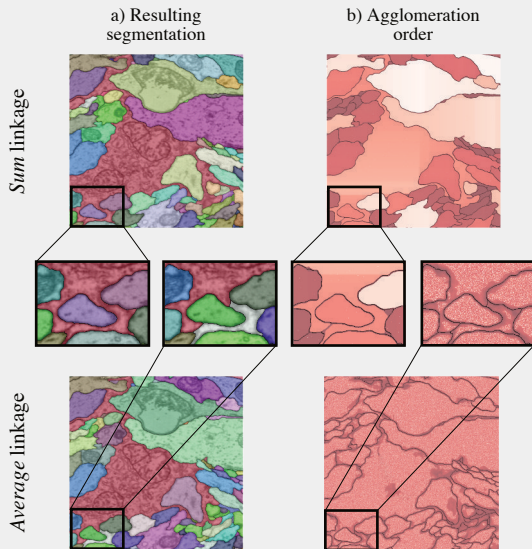 a) Resulting
segmentation
b) Agglomeration
order
Sum linkage
Average linkage